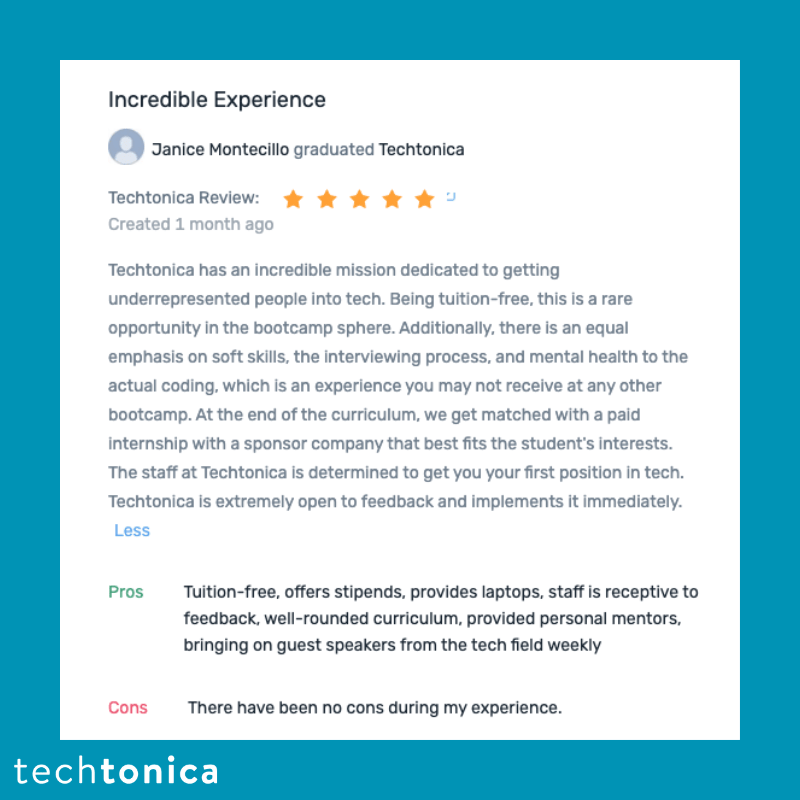 Incredible Experience
Janice Montecillo graduated Techtonica
Techtonica Review:
Created 1 month ago
Techtonica has an incredible mission dedicated to getting
underrepresented people into tech. Being tuition-free, this is a rare
opportunity in the bootcamp sphere. Additionally, there is an equal
emphasis on soft skills, the interviewing process, and mental health to the
actual coding, which is an experience you may not receive at any other
bootcamp. At the end of the curriculum, we get matched with a paid
internship with a sponsor company that best fits the student's interests.
The staff at Techtonica is determined to get you your first position in tech.
Techtonica is extremely open to feedback and implements it immediately.
Less
Pros Tuition-free, offers stipends, provides laptops, staff is receptive to
feedback, well-rounded curriculum, provided personal mentors,
bringing on guest speakers from the tech field weekly
Cons There have been no cons during my experience.
techtonica